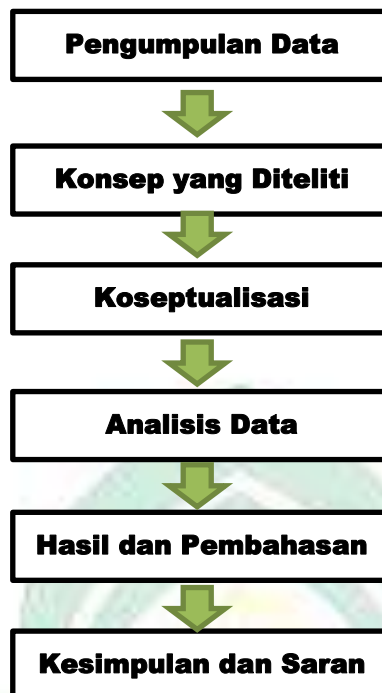 Pengumpulan Data
Konsep yang Diteliti
Koseptualisasi
Analisis Data
Hasil dan Pembahasan
Kesimpulan dan Saran